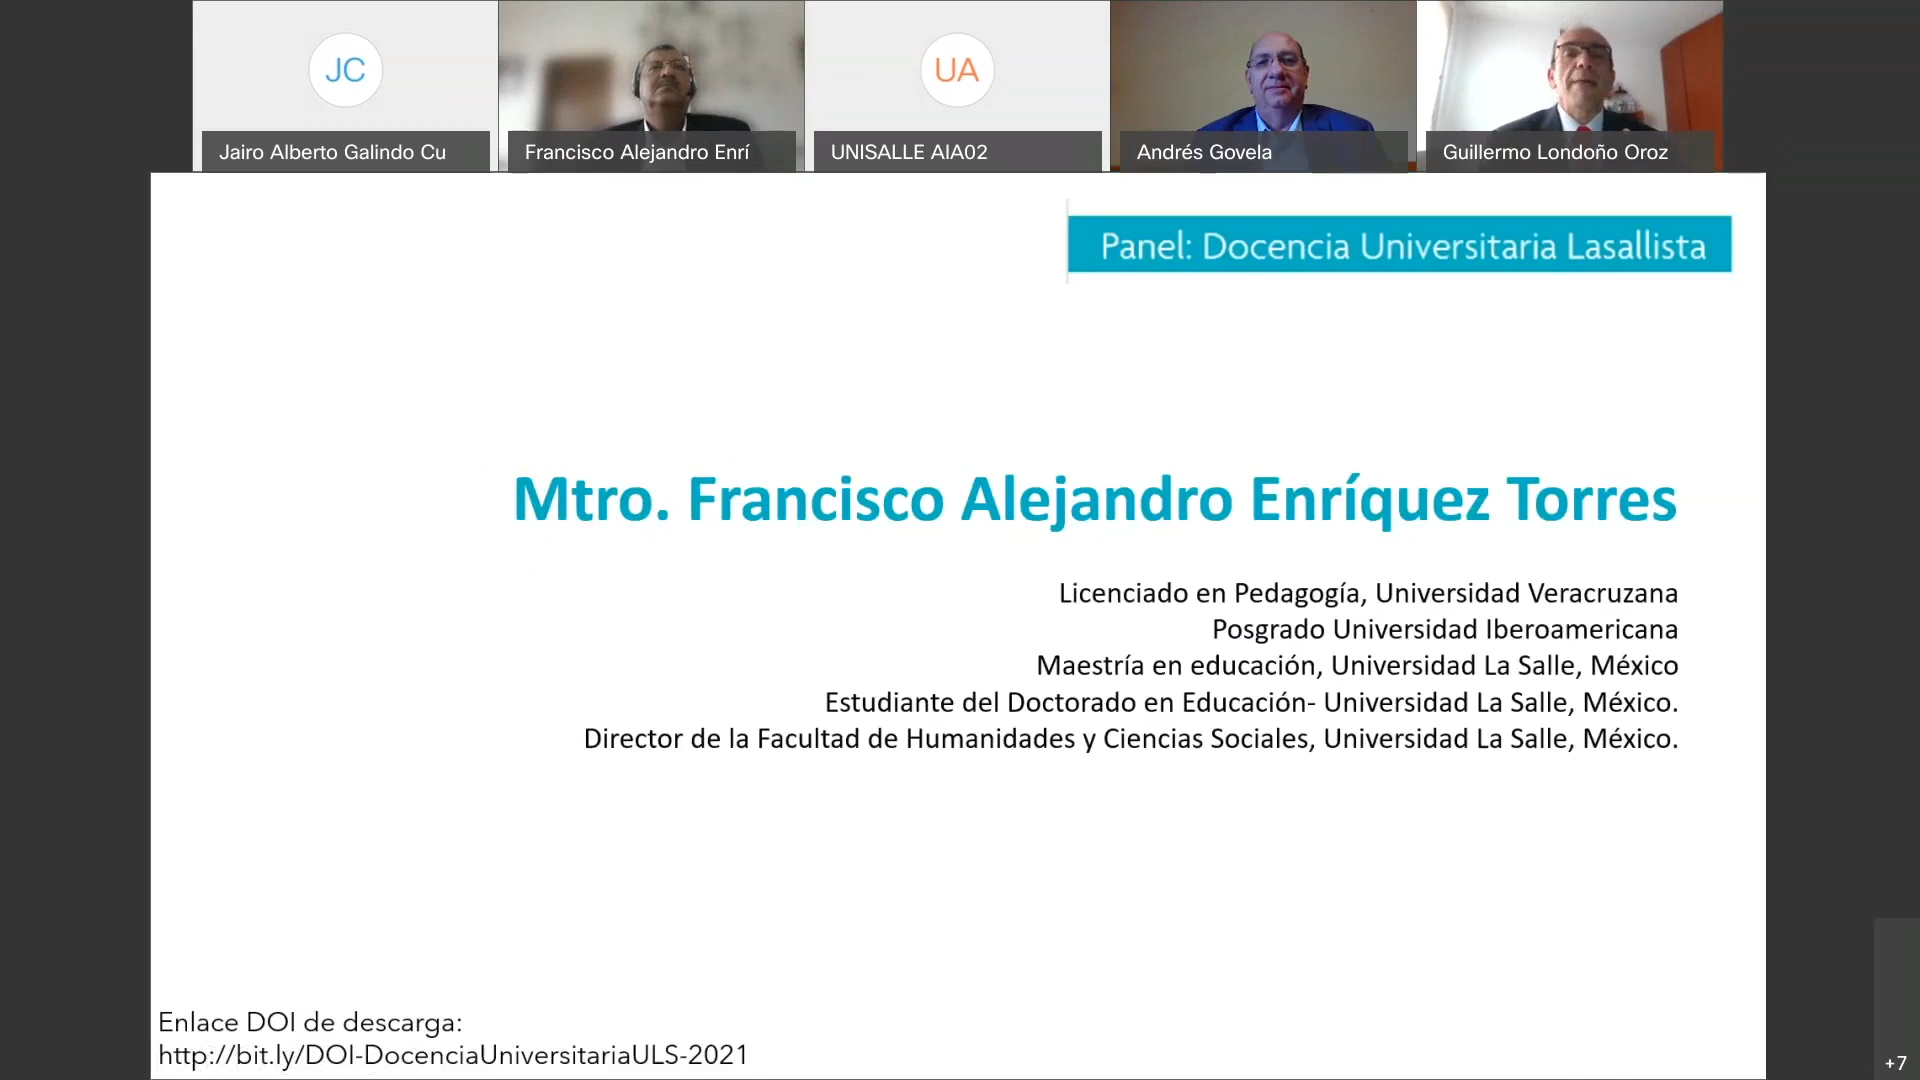 JC
UA
Jairo Alberto Galindo Cu
Francisco Alejandro Enrí
UNISALLE AIA02
Andrés Govela
Guillermo Londoño Oroz
Panel: Docencia Universitaria Lasallista
Mtro. Francisco Alejandro Enríquez Torres
Licenciado en Pedagogía, Universidad Veracruzana
Posgrado Universidad Iberoamericana
Maestría en educación, Universidad La Salle, México
Estudiante del Doctorado en Educación- Universidad La Salle, México.
Director de la Facultad de Humanidades y Ciencias Sociales, Universidad La Salle, México.
Enlace DOI de descarga:
http://bit.ly/DOI-DocenciaUniversitariaULS-2021
+7